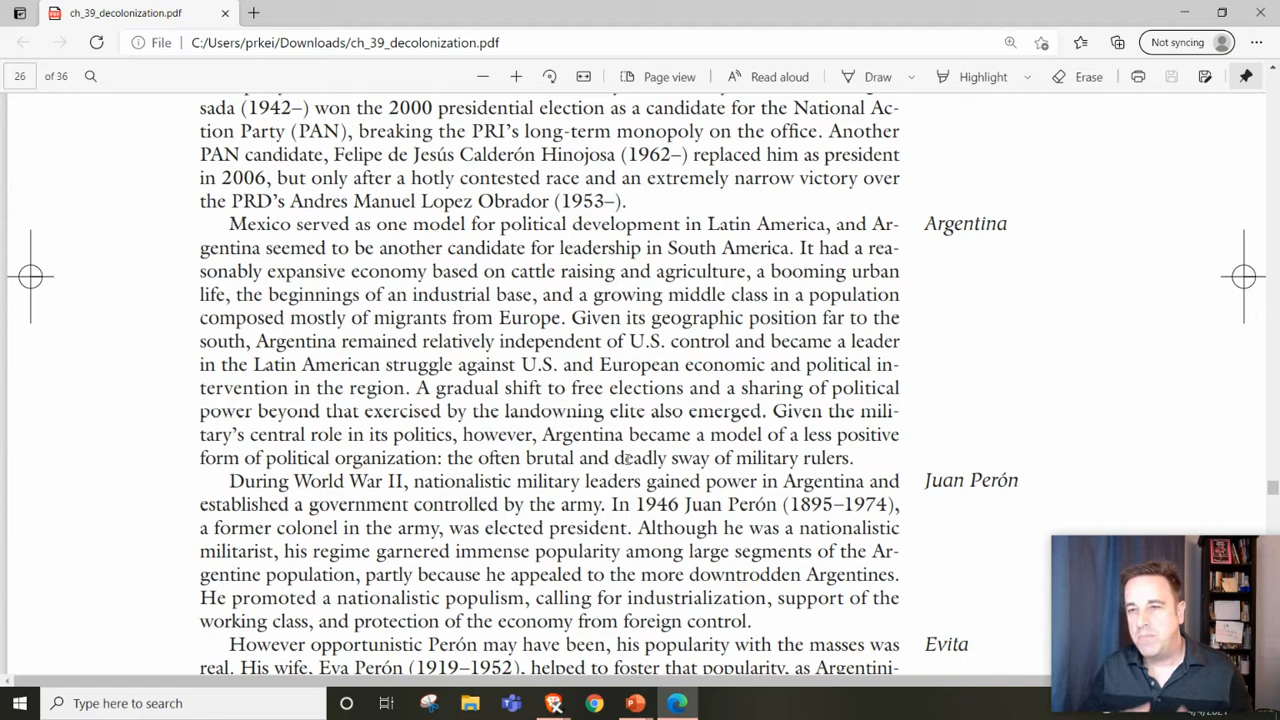 ch_39_decolonization.pdf
File C:/Users/prkei/Downloads/ch_39_decolonization.pdf Not syncing
26 of 36 Page view Read aloud Draw Highlight Erase
sada (1942–) won the 2000 presidential election as a candidate for the National Ac-
tion Party (PAN), breaking the PRI's long-term monopoly on the office. Another
PAN candidate, Felipe de Jesús Calderón Hinojosa (1962–) replaced him as president
in 2006, but only after a hotly contested race and an extremely narrow victory over
the PRD's Andres Manuel Lopez Obrador (1953–).
Mexico served as one model for political development in Latin America, and Ar-
Argentina
gentina seemed to be another candidate for leadership in South America. It had a rea-
sonably expansive economy based on cattle raising and agriculture, a booming urban
life, the beginnings of an industrial base, and a growing middle class in a population
composed mostly of migrants from Europe. Given its geographic position far to the
south, Argentina remained relatively independent of U.S. control and became a leader
in the Latin American struggle against U.S. and European economic and political in-
tervention in the region. A gradual shift to free elections and a sharing of political
power beyond that exercised by the landowning elite also emerged. Given the mili-
tary's central role in its politics, however, Argentina became a model of a less positive
form of political organization: the often brutal and deadly sway of military rulers.
During World War II, nationalistic military leaders gained power in Argentina and
Juan Perón
established a government controlled by the army. In 1946 Juan Perón (1895–1974),
a former colonel in the army, was elected president. Although he was a nationalistic
militarist, his regime garnered immense popularity among large segments of the Ar-
gentine population, partly because he appealed to the more downtrodden Argentines.
He promoted a nationalistic populism, calling for industrialization, support of the
working class, and protection of the economy from foreign control.
However opportunistic Perón may have been, his popularity with the masses was
Evita
real. His wife, Eva Perón (1919–1952), helped to foster that popularity, as Argentini-
Type here to search